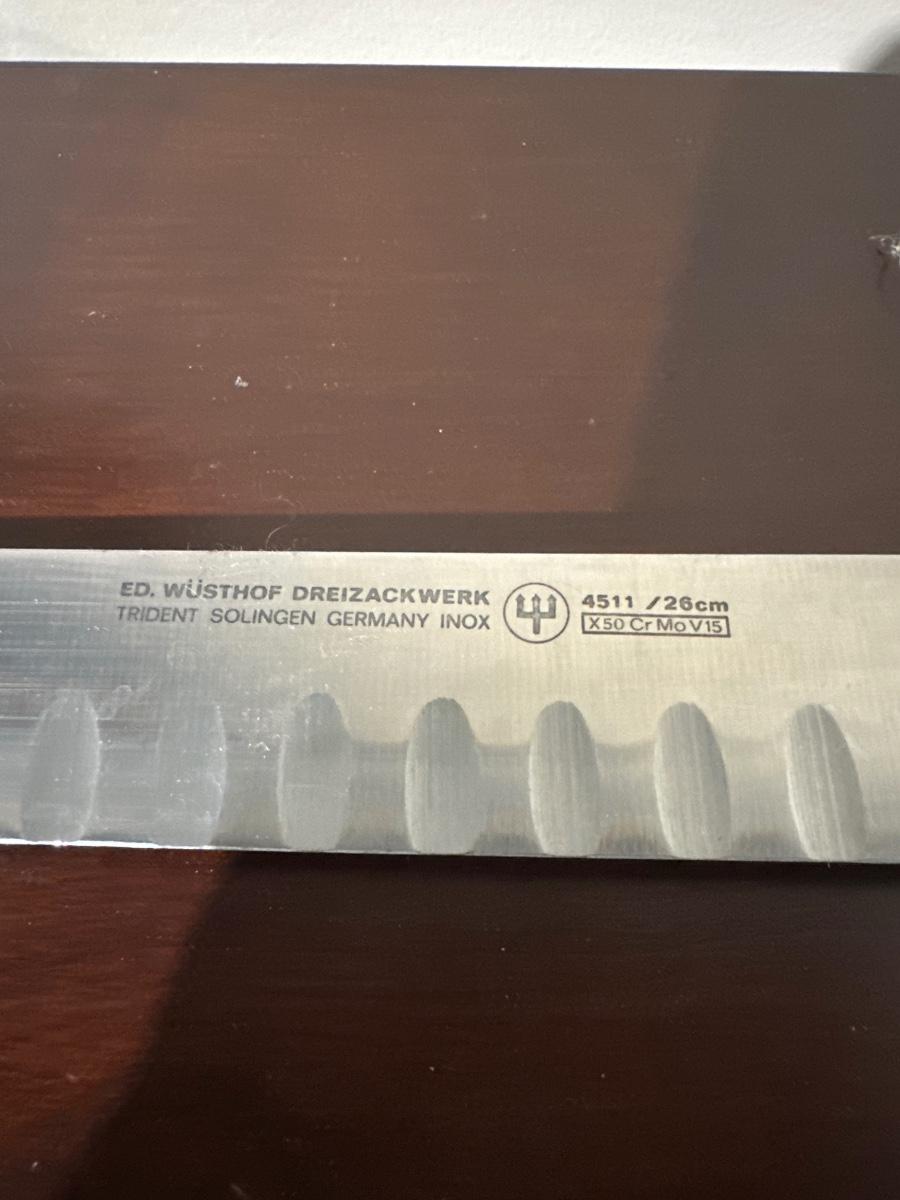 ED. WÜSTHOF DREIZACKWERK
TRIDENT SOLINGEN GERMANY INOX
4511 /26cm
X50 Cr Mo V15